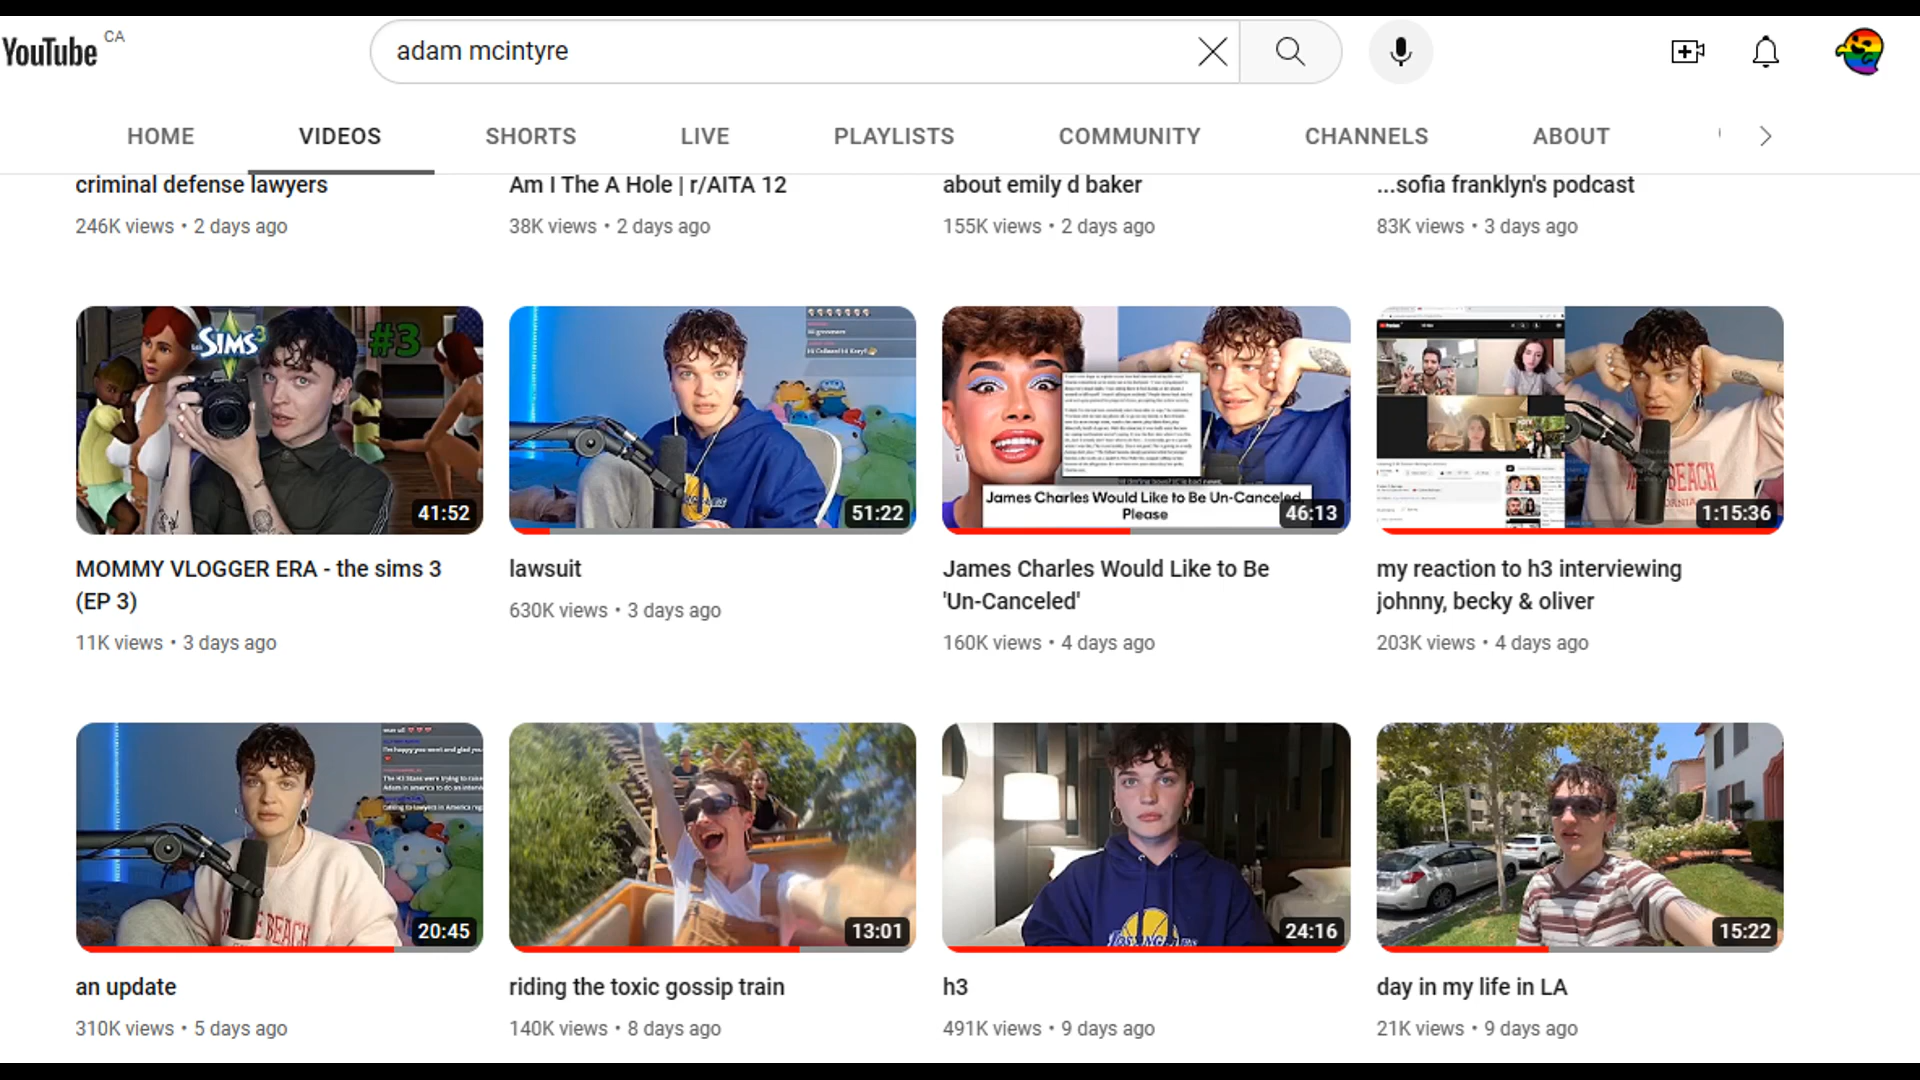 YouTube CA
adam mcintyre
HOME VIDEOS SHORTS LIVE PLAYLISTS COMMUNITY CHANNELS ABOUT
criminal defense lawyers
246K views • 2 days ago
Am I The A Hole | r/AITA 12
38K views • 2 days ago
about emily d baker
155K views • 2 days ago
...sofia franklyn's podcast
83K views • 3 days ago
SIMS 3
#3
41:52
MOMMY VLOGGER ERA - the sims 3
(EP 3)
11K views • 3 days ago
51:22
lawsuit
630K views • 3 days ago
James Charles Would Like to Be Un-Canceled,
Please
46:13
James Charles Would Like to Be
'Un-Canceled'
160K views • 4 days ago
BEACH
1:15:36
my reaction to h3 interviewing
johnny, becky & oliver
203K views • 4 days ago
BEACH
20:45
an update
310K views • 5 days ago
13:01
riding the toxic gossip train
140K views • 8 days ago
24:16
h3
491K views • 9 days ago
15:22
day in my life in LA
21K views • 9 days ago